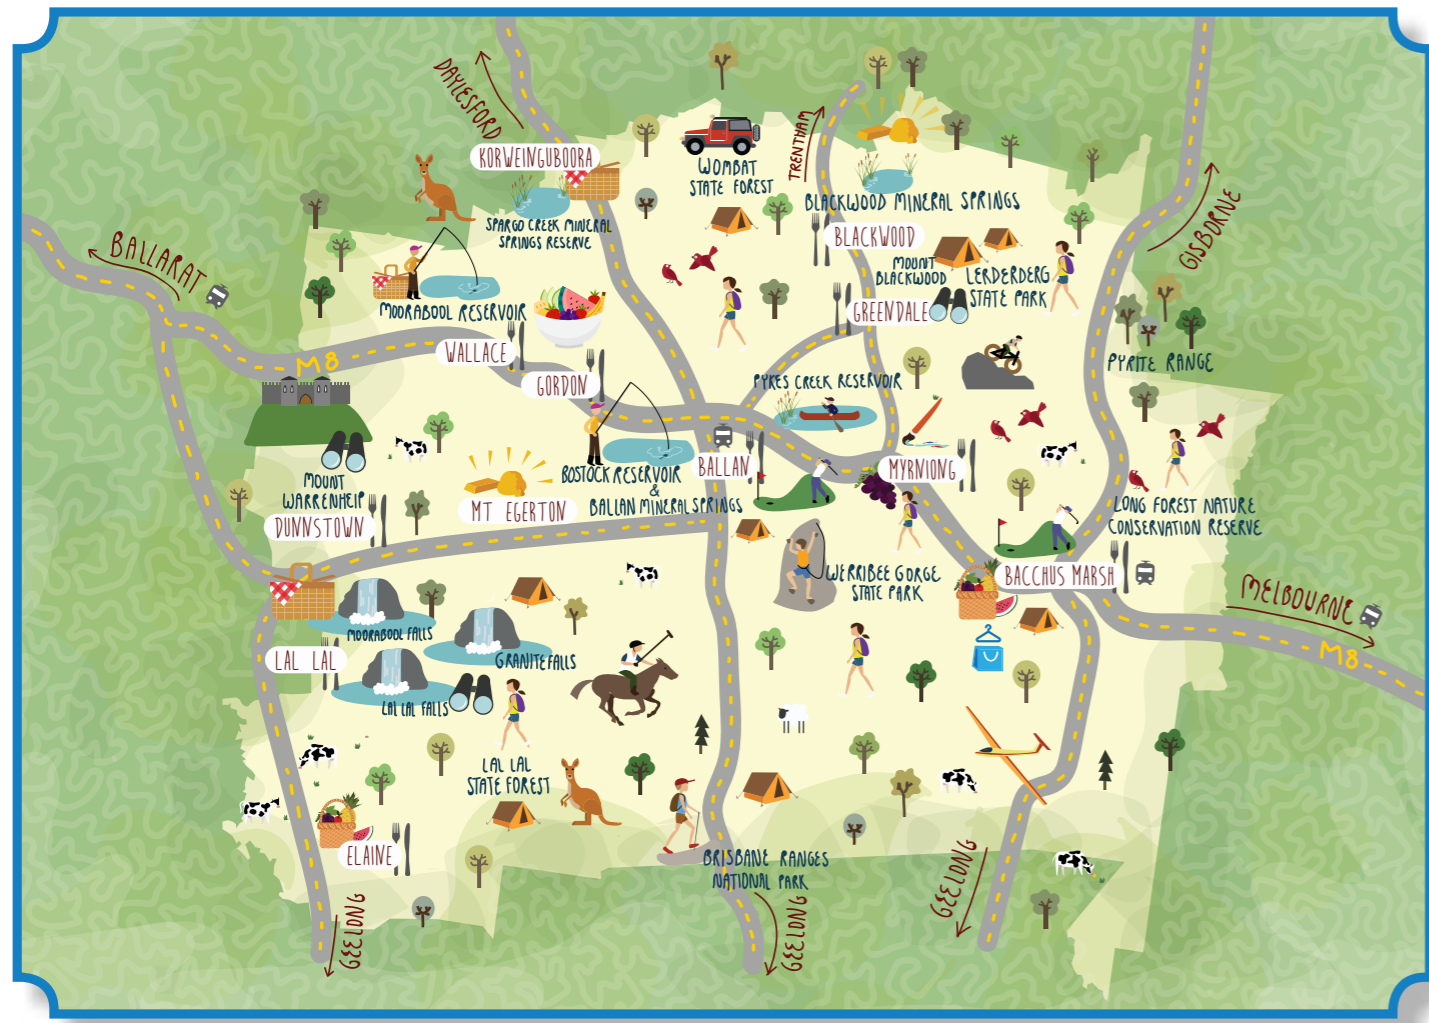 DAYLESFORD
KORWEINGUBOORA
SPARGO CREEK MINERAL
SPRINGS RESERVE
WOMBAT
STATE FOREST
TRENTHAM
BLACKWOOD MINERAL SPRINGS
BLACKWOOD
MOUNT
BLACKWOOD
LERDERDERG
STATE PARK
GISBORNE
BALLARAT
MOORABOOL RESERVOIR
GREENDALE
M8
WALLACE
GORDON
PYRITE RANGE
PYKES CREEK RESERVOIR
MOUNT
WARRENHEIP
DUNNSTOWN
MT EGERTON
BOSTOCK RESERVOIR
&
BALLAN MINERAL SPRINGS
BALLAN
MYRNIONG
LONG FOREST NATURE
CONSERVATION RESERVE
WERRIBEE GORGE
STATE PARK
BACCHUS MARSH
MELBOURNE
M8
MOORABOOL FALLS
GRANITE FALLS
LAL LAL
LAL LAL FALLS
LAL LAL
STATE FOREST
ELAINE
BRISBANE RANGES
NATIONAL PARK
GEELONG
GEELONG
GEELONG